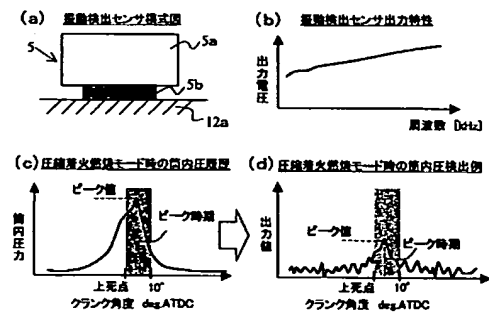 (a) 振動検出センサ模式図
5
5a
5b
12a
(b) 振動検出センサ出力特性
出力電圧
周波数 [kHz]
(c) 圧縮着火燃焼モード時の筒内圧履歴
ピーク値
ピーク時期
筒内圧力
上死点
10°
クランク角度 deg.ATDC
(d) 圧縮着火燃焼モード時の筒内圧検出例
ピーク値
ピーク時期
出力値
上死点
10°
クランク角度 deg.ATDC